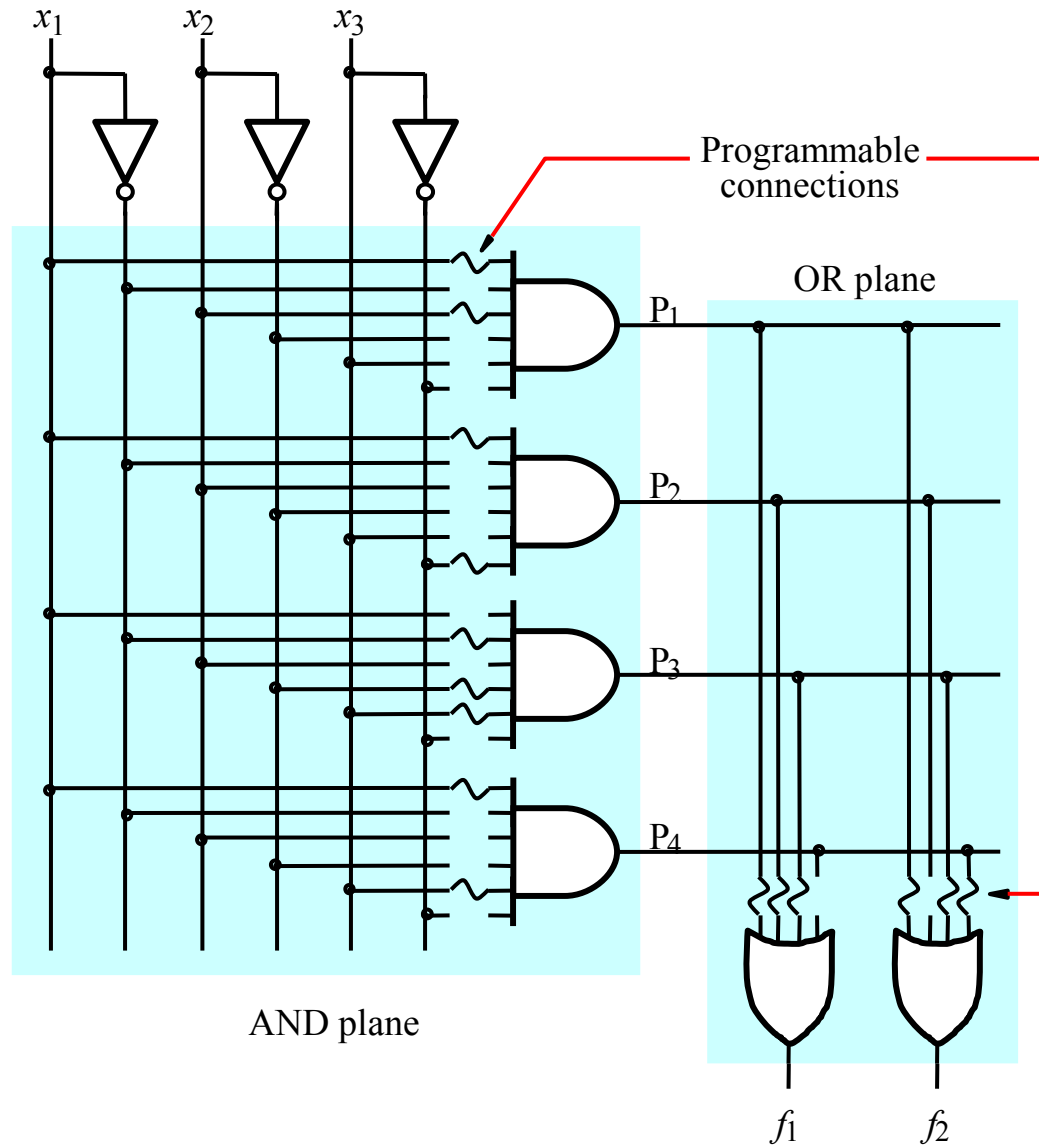 x1 x2 x3
Programmable
connections
OR plane
P1
P2
P3
P4
AND plane
f1 f2